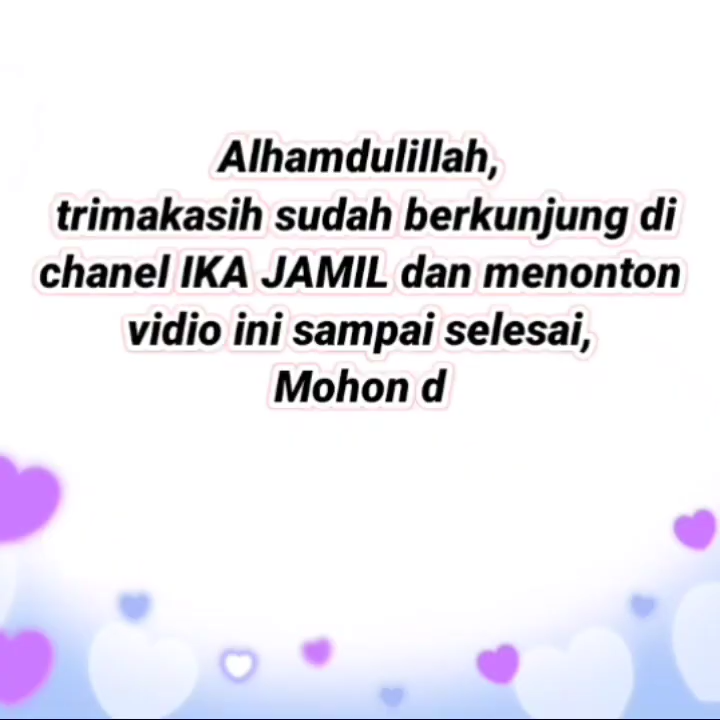 Alhamdulillah,
trimakasih sudah berkunjung di
chanel IKA JAMIL dan menonton
vidio ini sampai selesai,
Mohon d